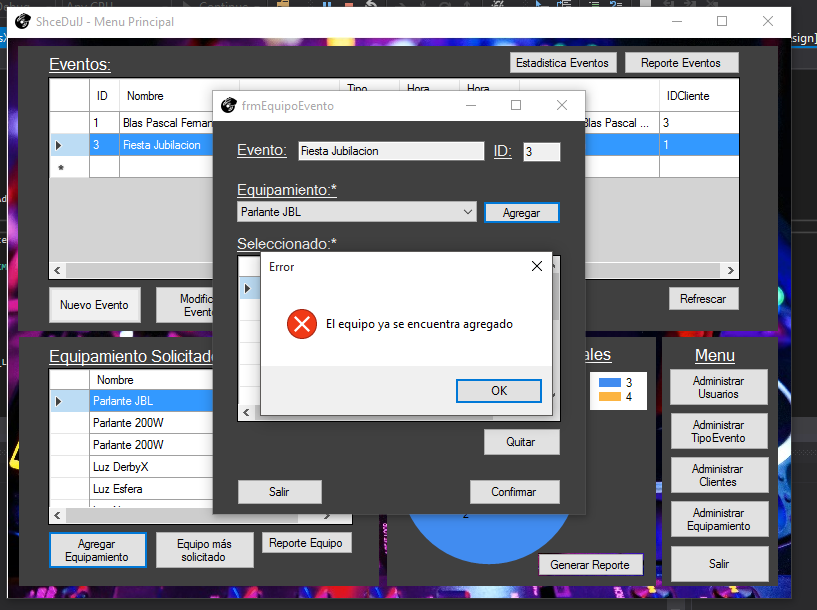 ShceDulJ - Menu Principal
Eventos:
Estadistica Eventos
Reporte Eventos
ID
Nombre
Tipo
Hora
Hora
IDCliente
1
Blas Pascal Fernan
Blas Pascal ...
3
3
Fiesta Jubilacion
1
frmEquipoEvento
Evento:
Fiesta Jubilacion
ID:
3
Equipamiento:*
Parlante JBL
Agregar
Seleccionado:*
Error
El equipo ya se encuentra agregado
OK
Quitar
Salir
Confirmar
Nuevo Evento
Modific
Event
Refrescar
Equipamiento Solicitado
Nombre
Parlante JBL
Parlante 200W
Parlante 200W
Luz DerbyX
Luz Esfera
Agregar
Equipamiento
Equipo más
solicitado
Reporte Equipo
ales
3
4
2
Generar Reporte
Menu
Administrar
Usuarios
Administrar
TipoEvento
Administrar
Clientes
Administrar
Equipamiento
Salir